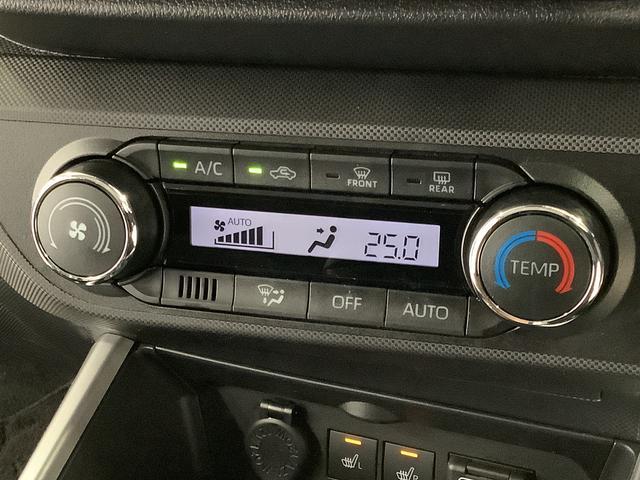 A/C
FRONT
REAR
AUTO
25.0
TEMP
OFF
AUTO
L
R